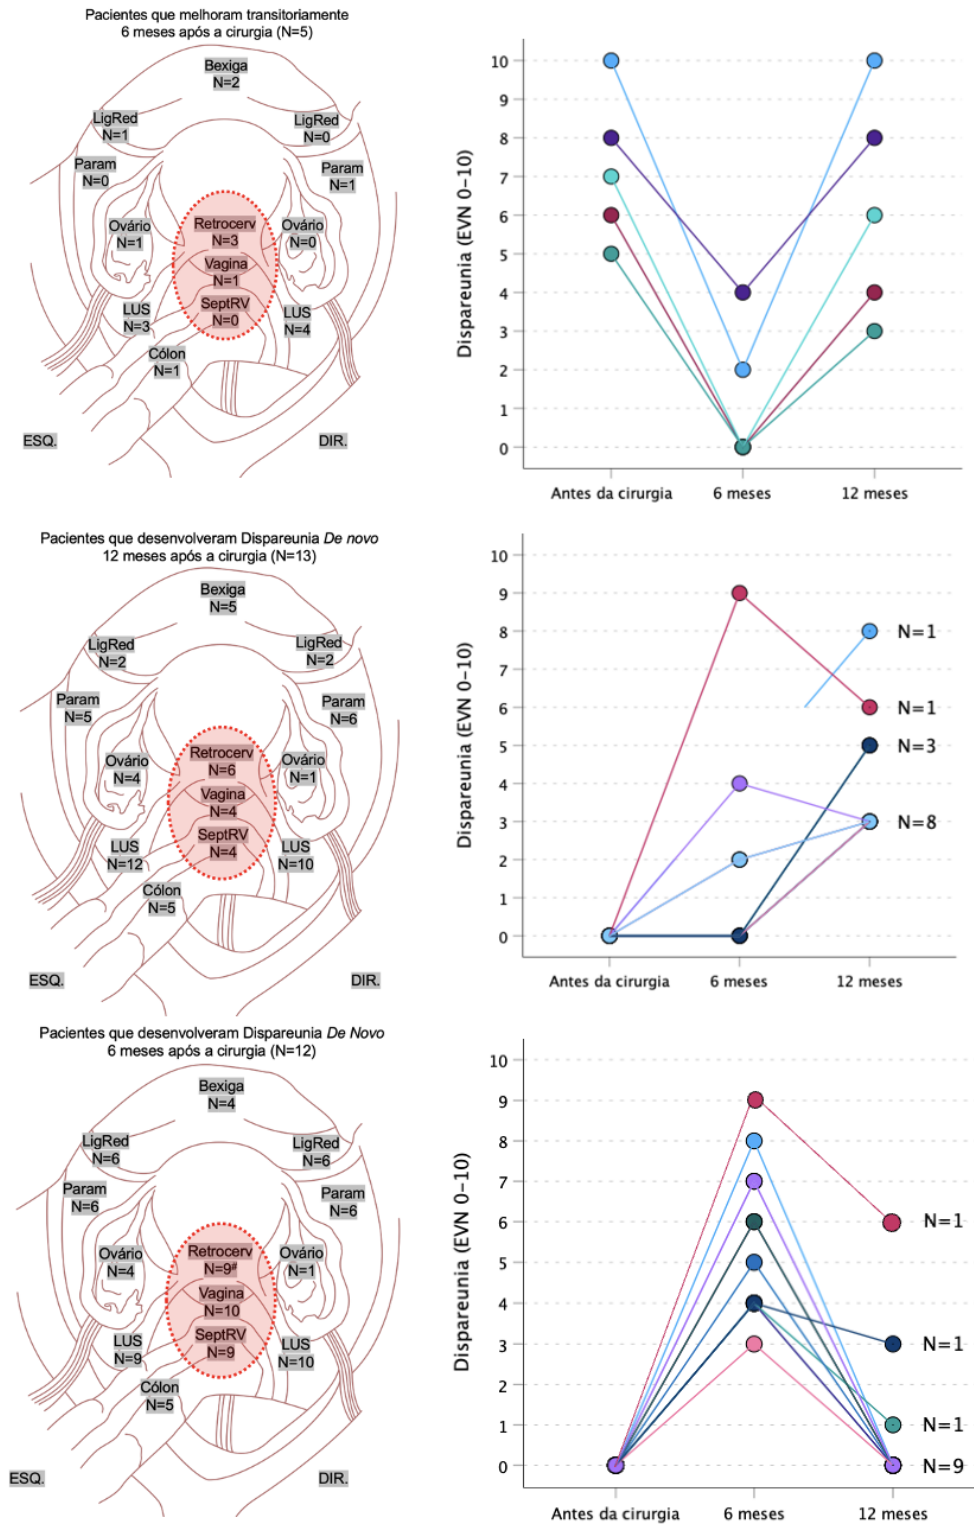 Pacientes que melhoram transitoriamente
6 meses após a cirurgia (N=5)
Bexiga
N=2
LigRed
N=1
LigRed
N=0
Param
N=0
Param
N=1
Ovário
N=1
Retrocerv
N=3
Ovário
N=0
Vagina
N=1
SeptRV
N=0
LUS
N=3
LUS
N=4
Cólon
N=1
ESQ.
DIR.
Dispareunia (EVN 0-10)
10
9
8
7
6
5
4
3
2
1
0
Antes da cirurgia
6 meses
12 meses
Pacientes que desenvolveram Dispareunia De novo
12 meses após a cirurgia (N=13)
Bexiga
N=5
LigRed
N=2
LigRed
N=2
Param
N=5
Param
N=6
Ovário
N=4
Retrocerv
N=6
Ovário
N=1
Vagina
N=4
SeptRV
N=4
LUS
N=12
LUS
N=10
Cólon
N=5
ESQ.
DIR.
Dispareunia (EVN 0-10)
10
9
8
7
6
5
4
3
2
1
0
N=1
N=1
N=3
N=8
Antes da cirurgia
6 meses
12 meses
Pacientes que desenvolveram Dispareunia De Novo
6 meses após a cirurgia (N=12)
Bexiga
N=4
LigRed
N=6
LigRed
N=6
Param
N=6
Param
N=6
Ovário
N=4
Retrocerv
N=9#
Ovário
N=1
Vagina
N=10
SeptRV
N=9
LUS
N=9
LUS
N=10
Cólon
N=5
ESQ.
DIR.
Dispareunia (EVN 0-10)
10
9
8
7
6
5
4
3
2
1
0
N=1
N=1
N=1
N=9
Antes da cirurgia
6 meses
12 meses